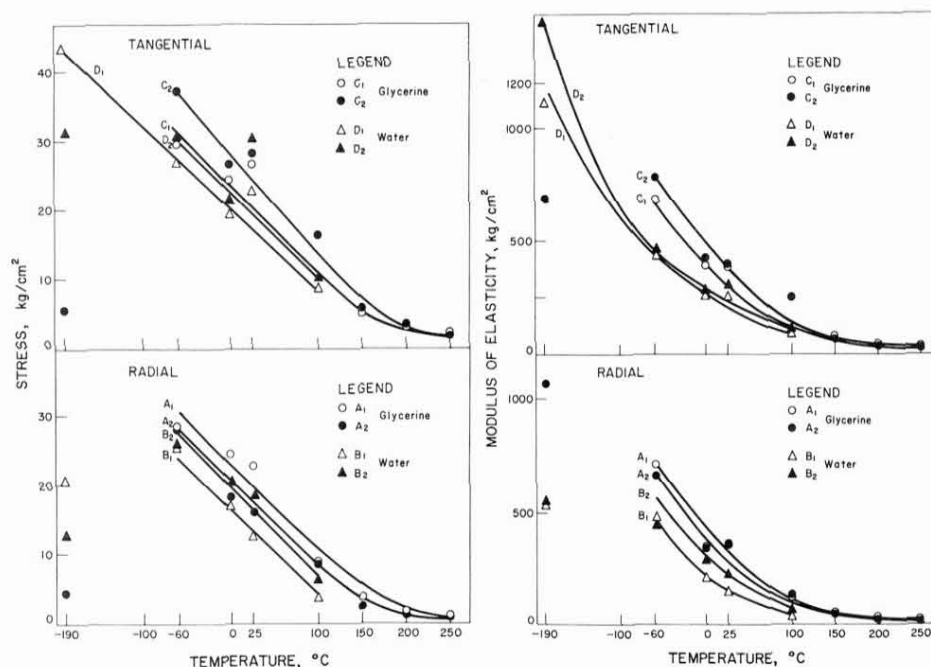 TANGENTIAL
LEGEND
○ C₁ Glycerine
● C₂
△ D₁ Water
▲ D₂
D₁
C₂
C₁
D₂
40
30
20
10
0
STRESS, kg/cm²
RADIAL
LEGEND
○ A₁ Glycerine
● A₂
△ B₁ Water
▲ B₂
A₁
A₂
B₂
B₁
30
20
10
0
-190 -100 -60 0 25 100 150 200 250
TEMPERATURE, °C
TANGENTIAL
LEGEND
○ C₁ Glycerine
● C₂
△ D₁ Water
▲ D₂
D₂
D₁
C₂
C₁
1200
1000
500
0
MODULUS OF ELASTICITY, kg/cm²
RADIAL
LEGEND
○ A₁ Glycerine
● A₂
△ B₁ Water
▲ B₂
A₁
A₂
B₂
B₁
1000
500
0
-190 -100 -60 0 25 100 150 200 250
TEMPERATURE, °C